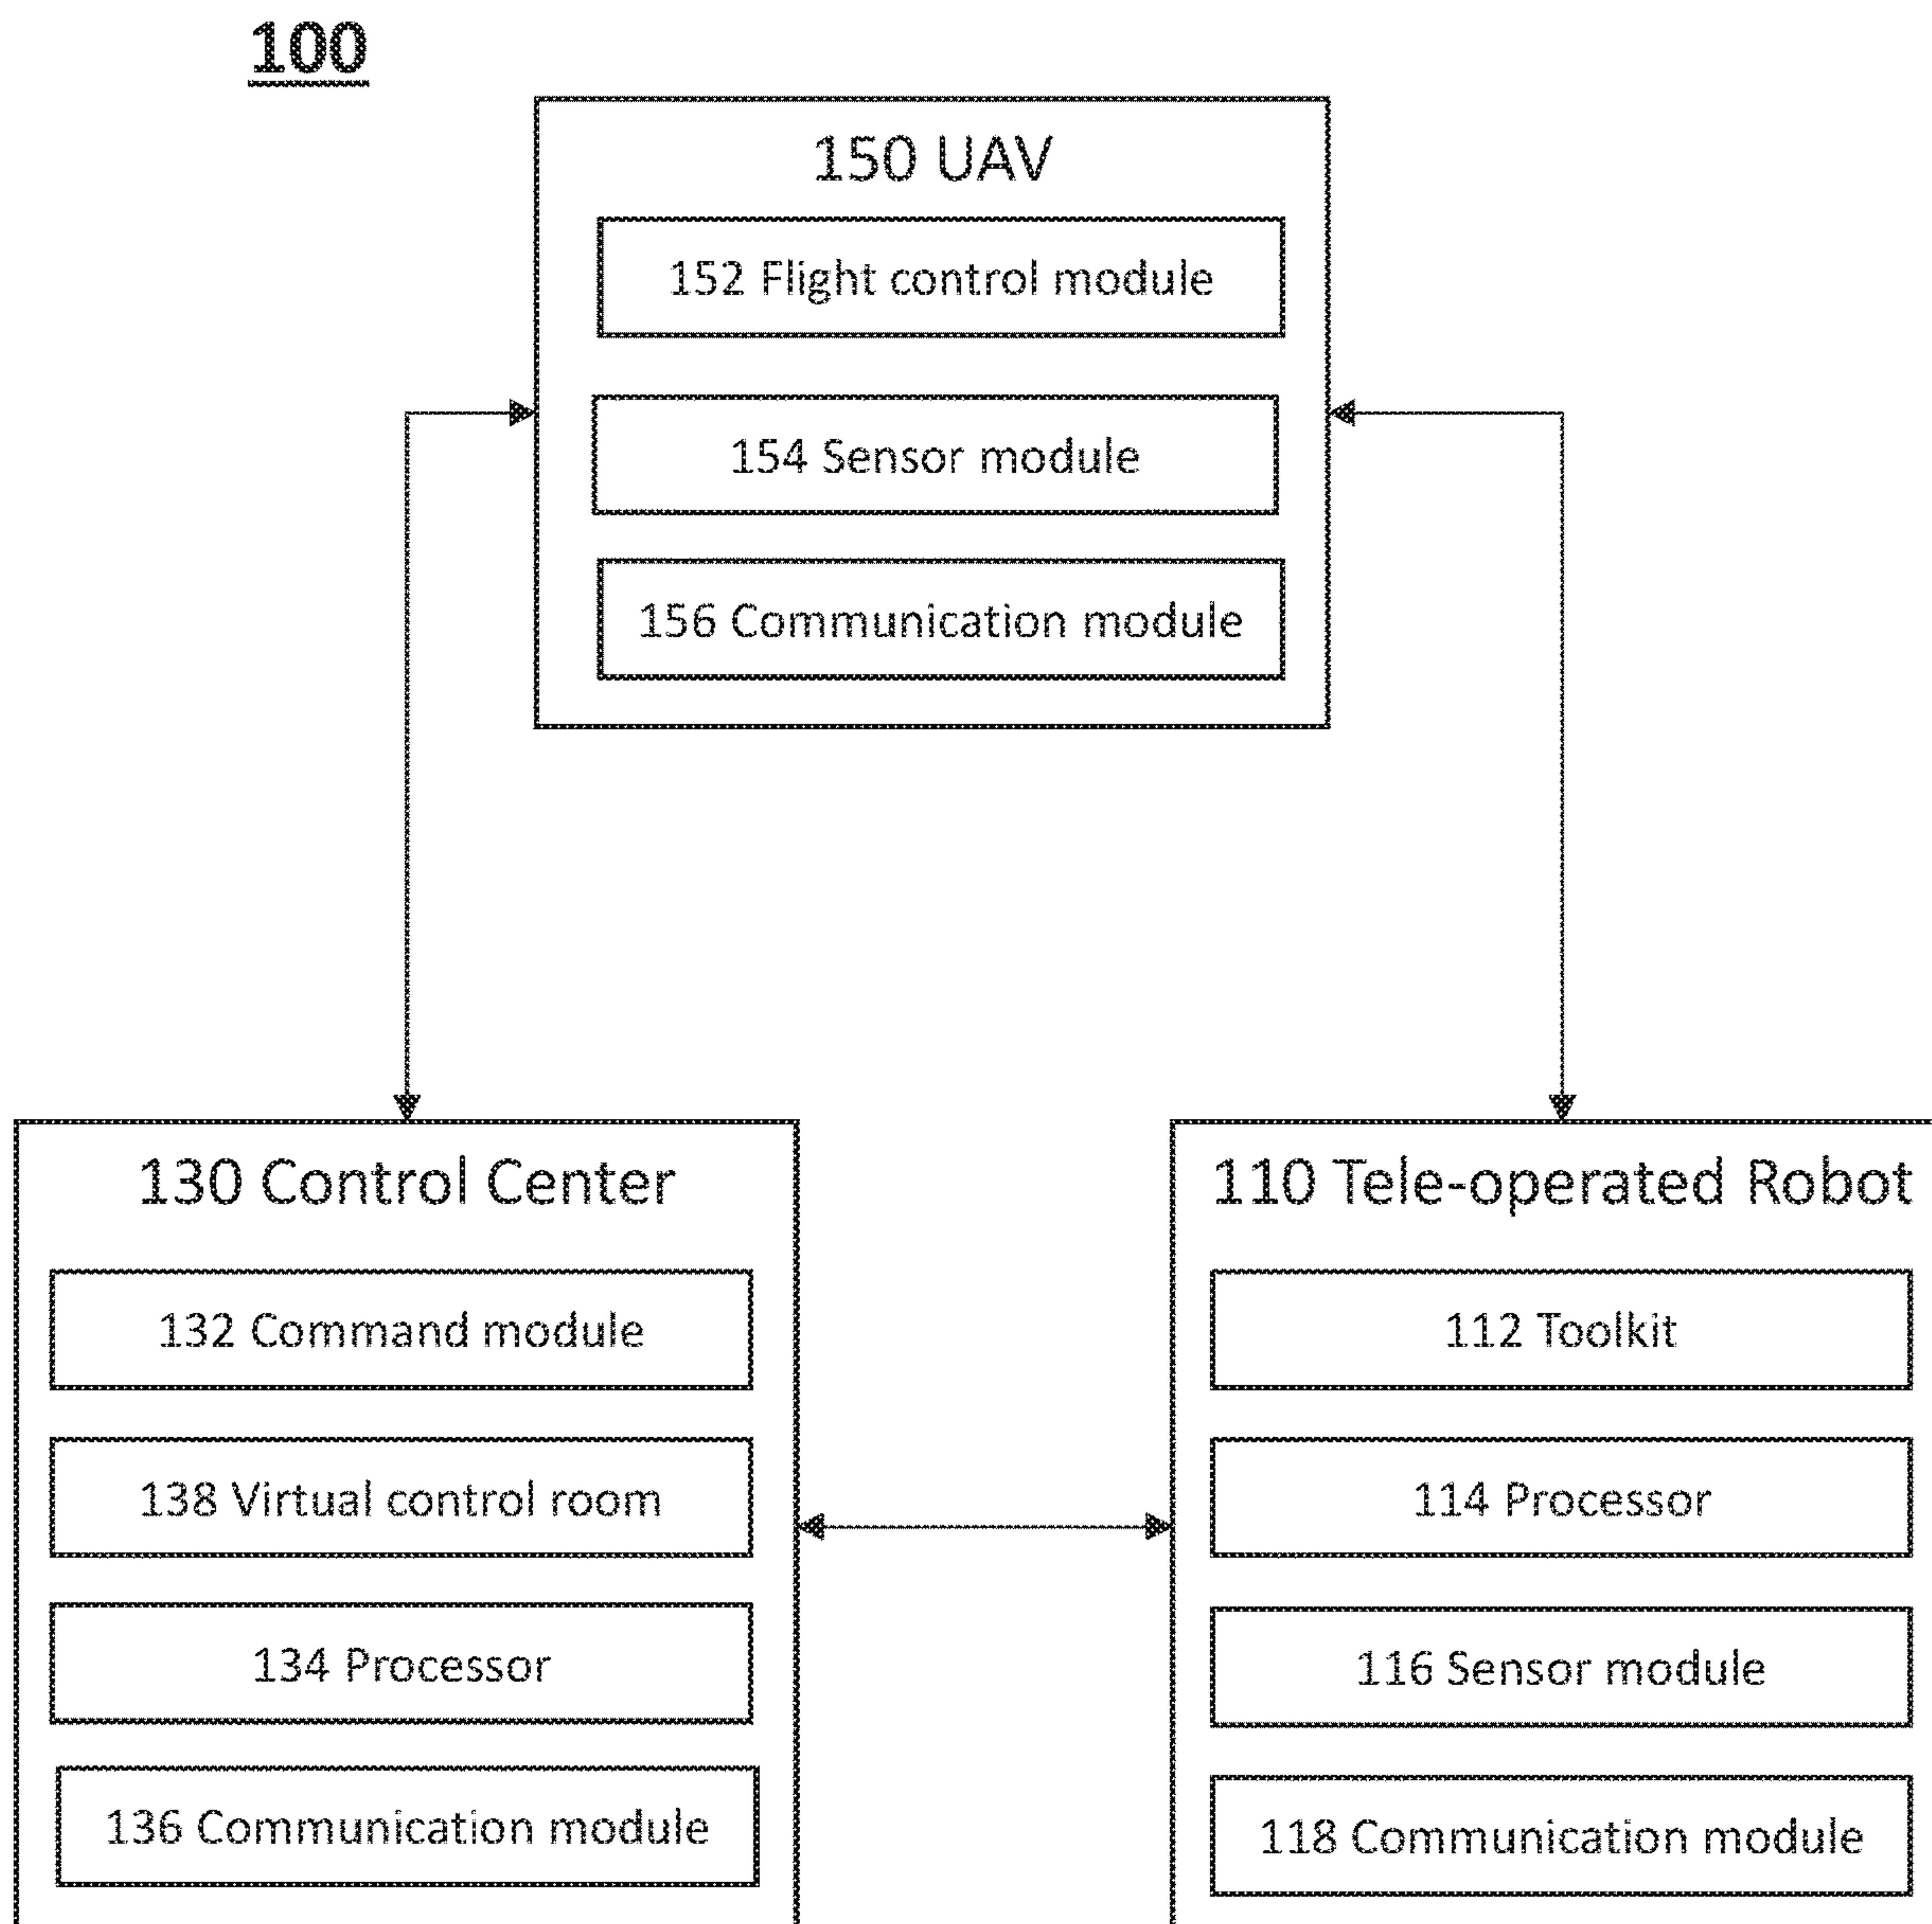 100
150 UAV
152 Flight control module
154 Sensor module
156 Communication module
130 Control Center
132 Command module
138 Virtual control room
134 Processor
136 Communication module
110 Tele-operated Robot
112 Toolkit
114 Processor
116 Sensor module
118 Communication module